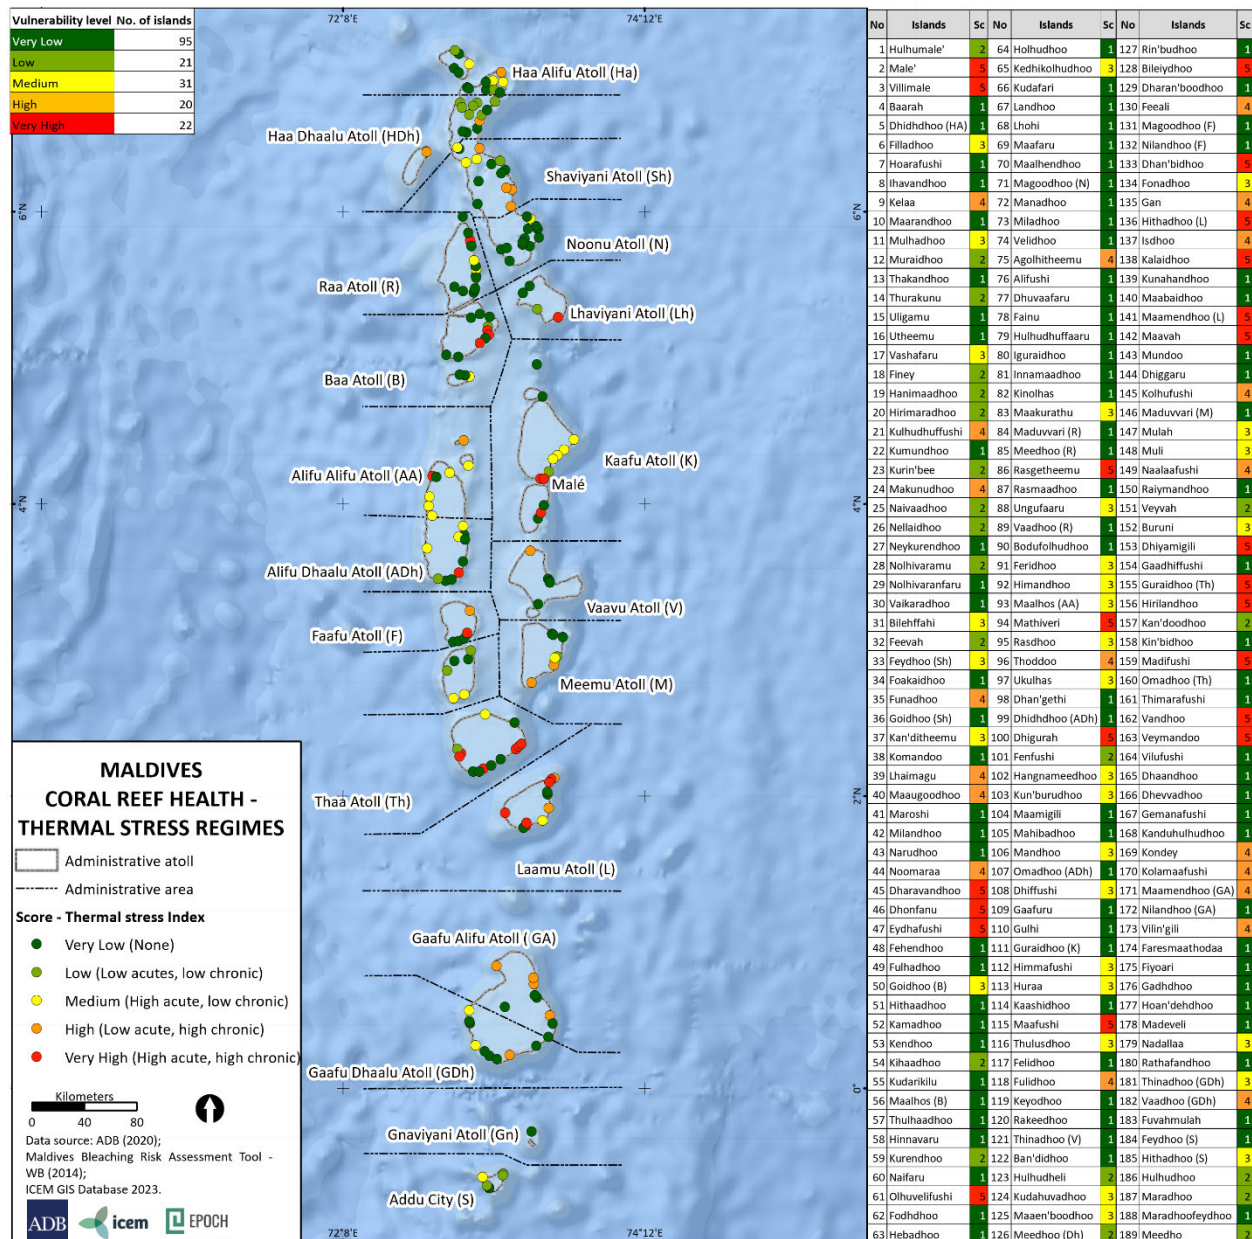 Vulnerability level No. of islands
Very Low 95
Low 21
Medium 31
High 20
Very High 22
72°8'E 74°12'E
6°N 6°N
4°N 4°N
2°N
0° 0°
72°8'E 74°12'E
Haa Alifu Atoll (Ha)
Haa Dhaalu Atoll (HDh)
Shaviyani Atoll (Sh)
Noonu Atoll (N)
Raa Atoll (R)
Lhaviyani Atoll (Lh)
Baa Atoll (B)
Kaafu Atoll (K)
Alifu Alifu Atoll (AA)
Malé
Alifu Dhaalu Atoll (ADh)
Vaavu Atoll (V)
Faafu Atoll (F)
Meemu Atoll (M)
Thaa Atoll (Th)
Laamu Atoll (L)
Gaafu Alifu Atoll ( GA)
Gaafu Dhaalu Atoll (GDh)
Gnaviyani Atoll (Gn)
Addu City (S)
MALDIVES
CORAL REEF HEALTH -
THERMAL STRESS REGIMES
Administrative atoll
Administrative area
Score - Thermal stress Index
Very Low (None)
Low (Low acutes, low chronic)
Medium (High acute, low chronic)
High (Low acute, high chronic)
Very High (High acute, high chronic)
Kilometers
0 40 80
Data source: ADB (2020);
Maldives Bleaching Risk Assessment Tool -
WB (2014);
ICEM GIS Database 2023.
ADB icem EPOCH
No Islands Sc No Islands Sc No Islands Sc
1 Hulhumale' 2 64 Holhudhoo 1 127 Rin'budhoo 1
2 Male' 5 65 Kedhikolhudhoo 3 128 Bileiydhoo 5
3 Villimale 5 66 Kudafari 1 129 Dharan'boodhoo 1
4 Baarah 1 67 Landhoo 1 130 Feeali 4
5 Dhidhdhoo (HA) 1 68 Lhohi 1 131 Magoodhoo (F) 1
6 Filladhoo 3 69 Maafaru 1 132 Nilandhoo (F) 1
7 Hoarafushi 1 70 Maalhendhoo 1 133 Dhan'bidhoo 5
8 Ihavandhoo 1 71 Magoodhoo (N) 1 134 Fonadhoo 3
9 Kelaa 4 72 Manadhoo 1 135 Gan 4
10 Maarandhoo 1 73 Miladhoo 1 136 Hithadhoo (L) 5
11 Mulhadhoo 3 74 Velidhoo 1 137 Isdhoo 4
12 Muraidhoo 2 75 Agolhitheemu 4 138 Kalaidhoo 5
13 Thakandhoo 1 76 Alifushi 1 139 Kunahandhoo 1
14 Thurakunu 2 77 Dhuvaafaru 1 140 Maabaidhoo 1
15 Uligamu 1 78 Fainu 1 141 Maamendhoo (L) 5
16 Utheemu 1 79 Hulhudhuffaaru 1 142 Maavah 5
17 Vashafaru 3 80 Iguraidhoo 1 143 Mundoo 1
18 Finey 2 81 Innamaadhoo 1 144 Dhiggaru 1
19 Hanimaadhoo 2 82 Kinolhas 1 145 Kolhufushi 4
20 Hirimaradhoo 2 83 Maakurathu 3 146 Maduvvari (M) 1
21 Kulhudhuffushi 4 84 Maduvvari (R) 1 147 Mulah 3
22 Kumundhoo 1 85 Meedhoo (R) 1 148 Muli 3
23 Kurin'bee 2 86 Rasgetheemu 5 149 Naalaafushi 4
24 Makunudhoo 4 87 Rasmaadhoo 1 150 Raiymandhoo 1
25 Naivaadhoo 2 88 Ungufaaru 3 151 Veyvah 2
26 Nellaidhoo 2 89 Vaadhoo (R) 1 152 Buruni 3
27 Neykurendhoo 1 90 Bodufolhudhoo 1 153 Dhiyamigili 5
28 Nolhivaramu 2 91 Feridhoo 3 154 Gaadhiffushi 1
29 Nolhivaranfaru 1 92 Himandhoo 3 155 Guraidhoo (Th) 5
30 Vaikaradhoo 1 93 Maalhos (AA) 3 156 Hirilandhoo 5
31 Bilehffahi 3 94 Mathiveri 5 157 Kan'doodhoo 2
32 Feevah 2 95 Rasdhoo 3 158 Kin'bidhoo 1
33 Feydhoo (Sh) 3 96 Thoddoo 4 159 Madifushi 5
34 Foakaidhoo 1 97 Ukulhas 3 160 Omadhoo (Th) 1
35 Funadhoo 4 98 Dhan'gethi 1 161 Thimarafushi 1
36 Goidhoo (Sh) 1 99 Dhidhdhoo (ADh) 1 162 Vandhoo 5
37 Kan'ditheemu 3 100 Dhigurah 5 163 Veymandoo 5
38 Komandoo 1 101 Fenfushi 2 164 Vilufushi 1
39 Lhaimagu 4 102 Hangnameedhoo 3 165 Dhaandhoo 1
40 Maaugoodhoo 4 103 Kun'burudhoo 3 166 Dhevvadhoo 1
41 Maroshi 1 104 Maamigili 1 167 Gemanafushi 1
42 Milandhoo 1 105 Mahibadhoo 1 168 Kanduhulhudhoo 1
43 Narudhoo 1 106 Mandhoo 3 169 Kondey 4
44 Noomaraa 4 107 Omadhoo (ADh) 1 170 Kolamaafushi 4
45 Dharavandhoo 5 108 Dhiffushi 3 171 Maamendhoo (GA) 4
46 Dhonfanu 5 109 Gaafuru 1 172 Nilandhoo (GA) 1
47 Eydhafushi 5 110 Gulhi 1 173 Vilin'gili 4
48 Fehendhoo 1 111 Guraidhoo (K) 1 174 Faresmaathodaa 1
49 Fulhadhoo 1 112 Himmafushi 3 175 Fiyoari 1
50 Goidhoo (B) 3 113 Huraa 3 176 Gadhdhoo 1
51 Hithaadhoo 1 114 Kaashidhoo 1 177 Hoan'dehdhoo 1
52 Kamadhoo 1 115 Maafushi 5 178 Madeveli 1
53 Kendhoo 1 116 Thulusdhoo 3 179 Nadallaa 3
54 Kihaadhoo 2 117 Felidhoo 1 180 Rathafandhoo 1
55 Kudarikilu 1 118 Fulidhoo 4 181 Thinadhoo (GDh) 3
56 Maalhos (B) 1 119 Keyodhoo 1 182 Vaadhoo (GDh) 4
57 Thulhaadhoo 1 120 Rakeedhoo 1 183 Fuvahmulah 1
58 Hinnavaru 1 121 Thinadhoo (V) 1 184 Feydhoo (S) 1
59 Kurendhoo 2 122 Ban'didhoo 1 185 Hithadhoo (S) 3
60 Naifaru 1 123 Hulhudheli 2 186 Hulhudhoo 2
61 Olhuvelifushi 5 124 Kudahuvadhoo 3 187 Maradhoo 2
62 Fodhdhoo 1 125 Maaen'boodhoo 3 188 Maradhoofeydhoo 1
63 Hebadhoo 1 126 Meedhoo (Dh) 2 189 Meedho 2